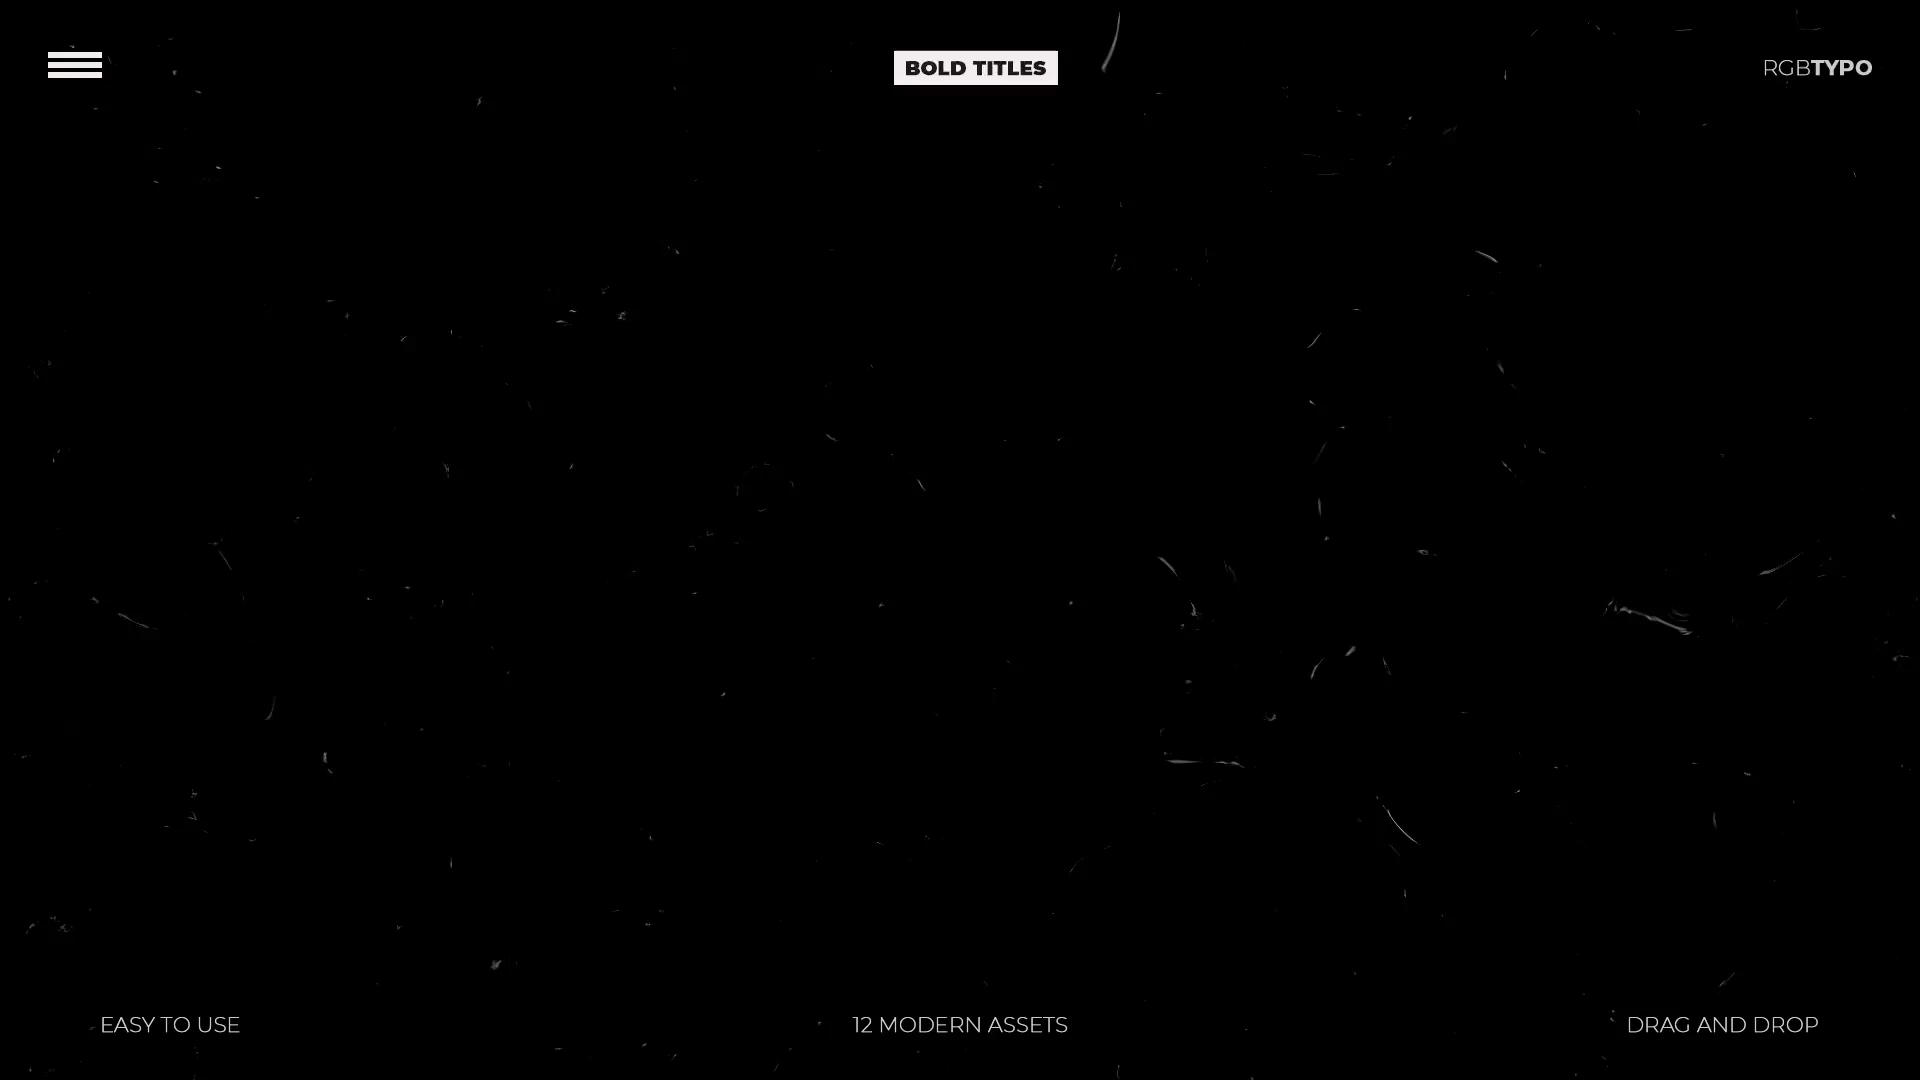 BOLD TITLES
RGBTYPO
EASY TO USE
12 MODERN ASSETS
DRAG AND DROP